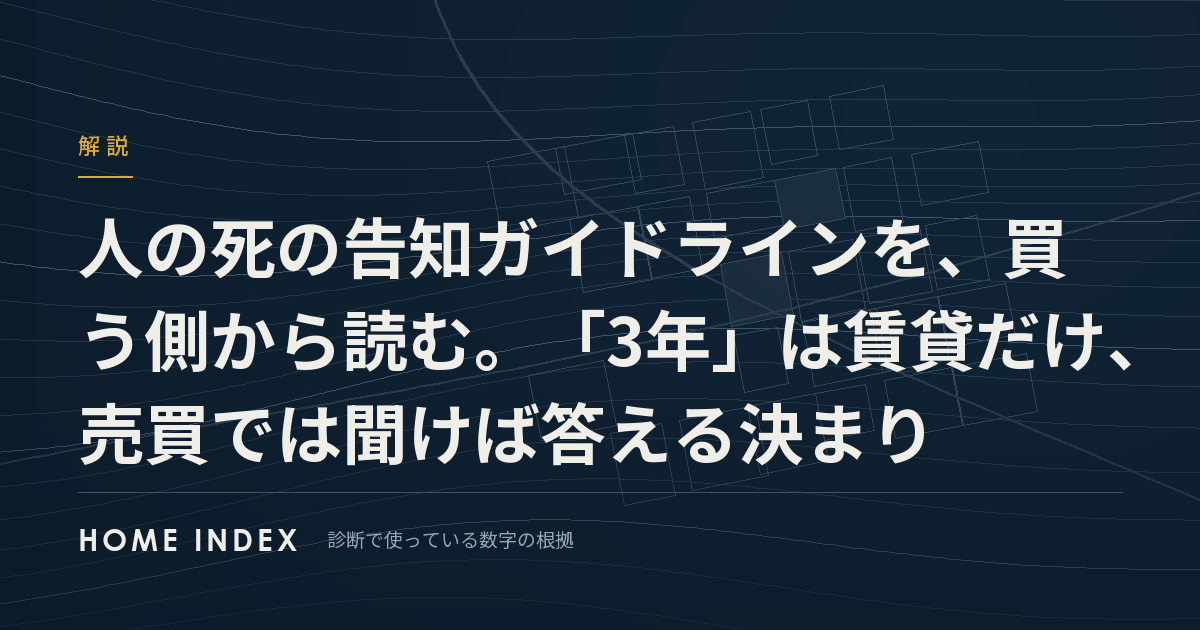 解説
人の死の告知ガイドラインを、買
う側から読む。「3年」は賃貸だけ、
売買では聞けば答える決まり
HOME INDEX 診断で使っている数字の根拠